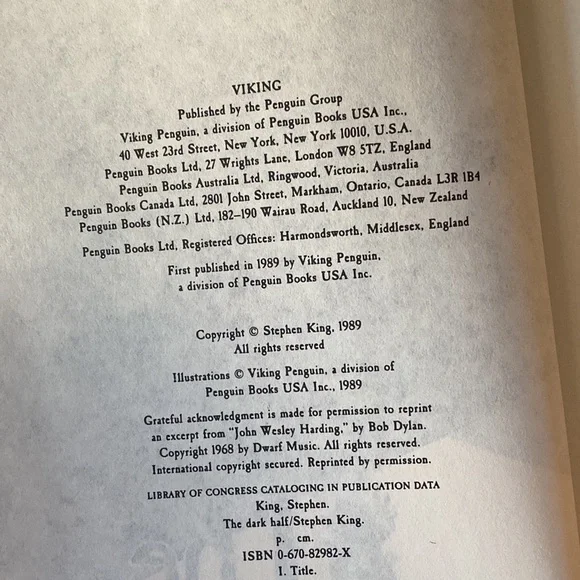 VIKING
Published by the Penguin Group
Viking Penguin, a division of Penguin Books USA Inc.,
40 West 23rd Street, New York, New York 10010, U.S.A.
Penguin Books Ltd, 27 Wrights Lane, London W8 5TZ, England
Penguin Books Australia Ltd, Ringwood, Victoria, Australia
Penguin Books Canada Ltd, 2801 John Street, Markham, Ontario, Canada L3R 1B4
Penguin Books (N.Z.) Ltd, 182–190 Wairau Road, Auckland 10, New Zealand
Penguin Books Ltd, Registered Offices: Harmondsworth, Middlesex, England
First published in 1989 by Viking Penguin,
a division of Penguin Books USA Inc.
Copyright © Stephen King, 1989
All rights reserved
Illustrations © Viking Penguin, a division of
Penguin Books USA Inc., 1989
Grateful acknowledgment is made for permission to reprint
an excerpt from "John Wesley Harding," by Bob Dylan.
Copyright 1968 by Dwarf Music. All rights reserved.
International copyright secured. Reprinted by permission.
LIBRARY OF CONGRESS CATALOGING IN PUBLICATION DATA
King, Stephen.
The dark half/Stephen King.
p. cm.
ISBN 0-670-82982-X
I. Title.